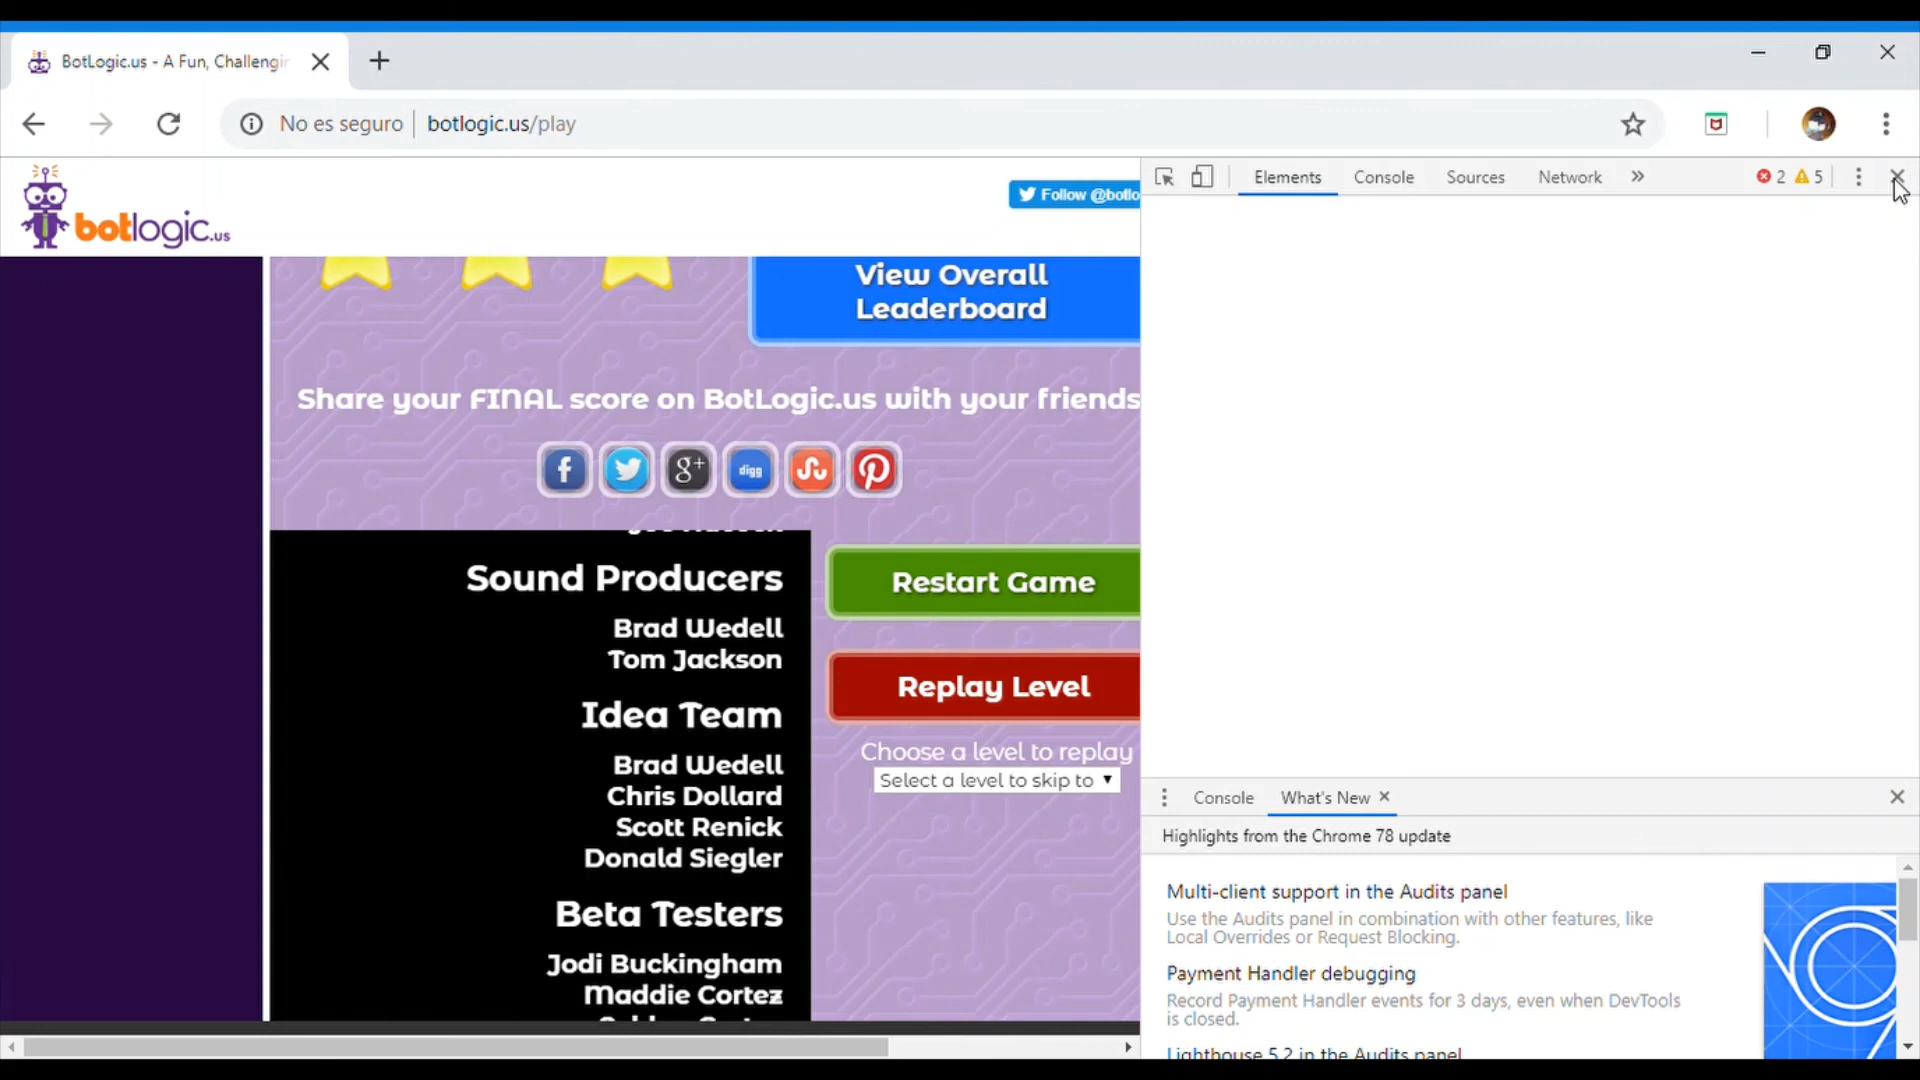 BotLogic.us - A Fun, Challengin
No es seguro
botlogic.us/play
botlogic.us
Follow @botlo
Elements
Console
Sources
Network
2
5
View Overall
Leaderboard
Share your FINAL score on BotLogic.us with your friends
f
g+
digg
Sound Producers
Brad Wedell
Tom Jackson
Idea Team
Brad Wedell
Chris Dollard
Scott Renick
Donald Siegler
Beta Testers
Jodi Buckingham
Maddie Cortez
Restart Game
Replay Level
Choose a level to replay
Select a level to skip to
Console
What's New
Highlights from the Chrome 78 update
Multi-client support in the Audits panel
Use the Audits panel in combination with other features, like
Local Overrides or Request Blocking.
Payment Handler debugging
Record Payment Handler events for 3 days, even when DevTools
is closed.
Lighthouse 5.2 in the Audits panel